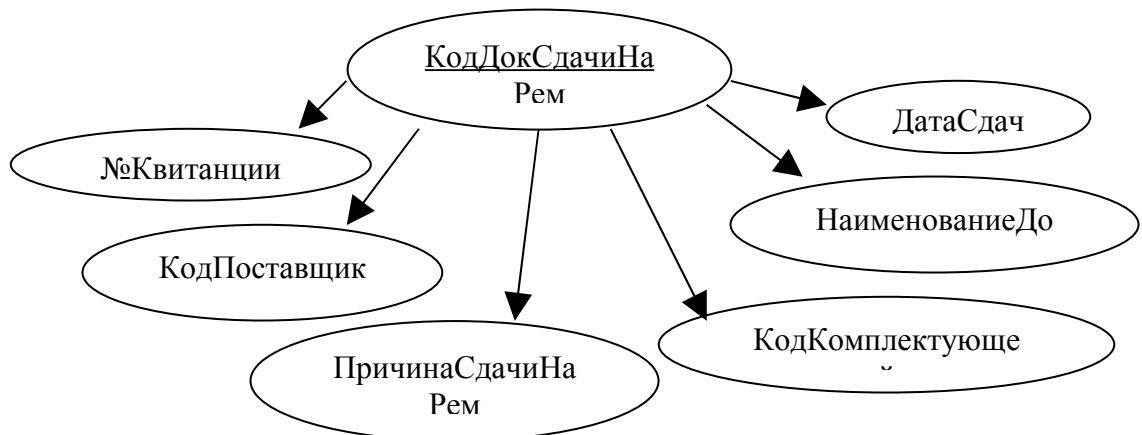 КодДокСдачиНа
Рем
ДатаСдач
№Квитанции
НаименованиеДо
КодПоставщик
КодКомплектующе
ПричинаСдачиНа
Рем